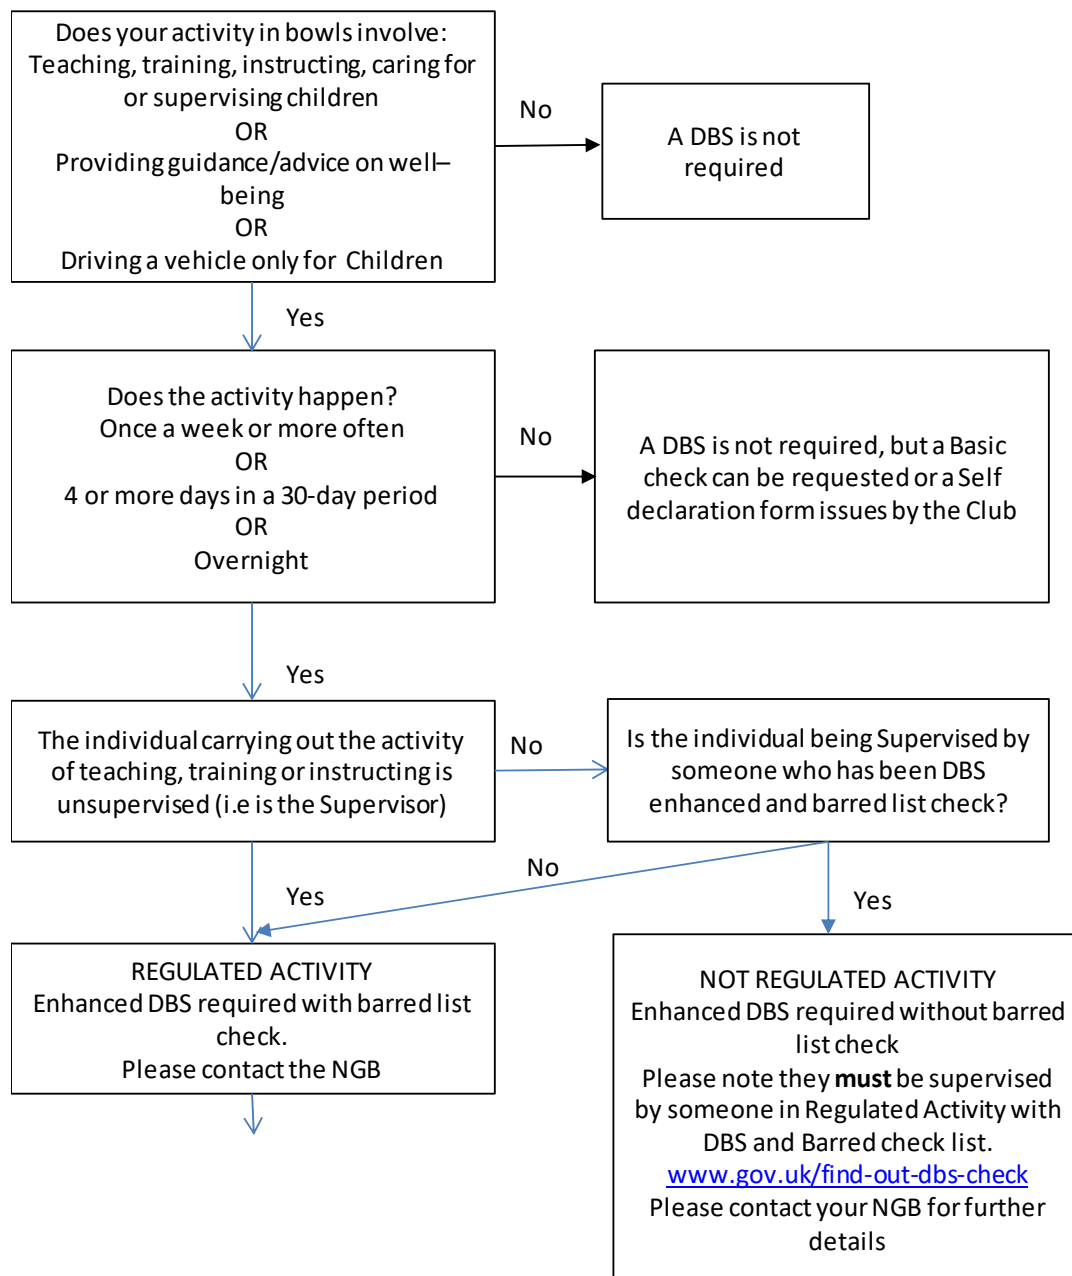 Does your activity in bowls involve:
Teaching, training, instructing, caring for
or supervising children
OR
Providing guidance/advice on well–
being
OR
Driving a vehicle only for Children
No
A DBS is not
required
Yes
Does the activity happen?
Once a week or more often
OR
4 or more days in a 30-day period
OR
Overnight
No
A DBS is not required, but a Basic
check can be requested or a Self
declaration form issues by the Club
Yes
The individual carrying out the activity
of teaching, training or instructing is
unsupervised (i.e is the Supervisor)
No
Is the individual being Supervised by
someone who has been DBS
enhanced and barred list check?
No
Yes
Yes
REGULATED ACTIVITY
Enhanced DBS required with barred list
check.
Please contact the NGB
NOT REGULATED ACTIVITY
Enhanced DBS required without barred
list check
Please note they must be supervised
by someone in Regulated Activity with
DBS and Barred check list.
www.gov.uk/find-out-dbs-check
Please contact your NGB for further
details